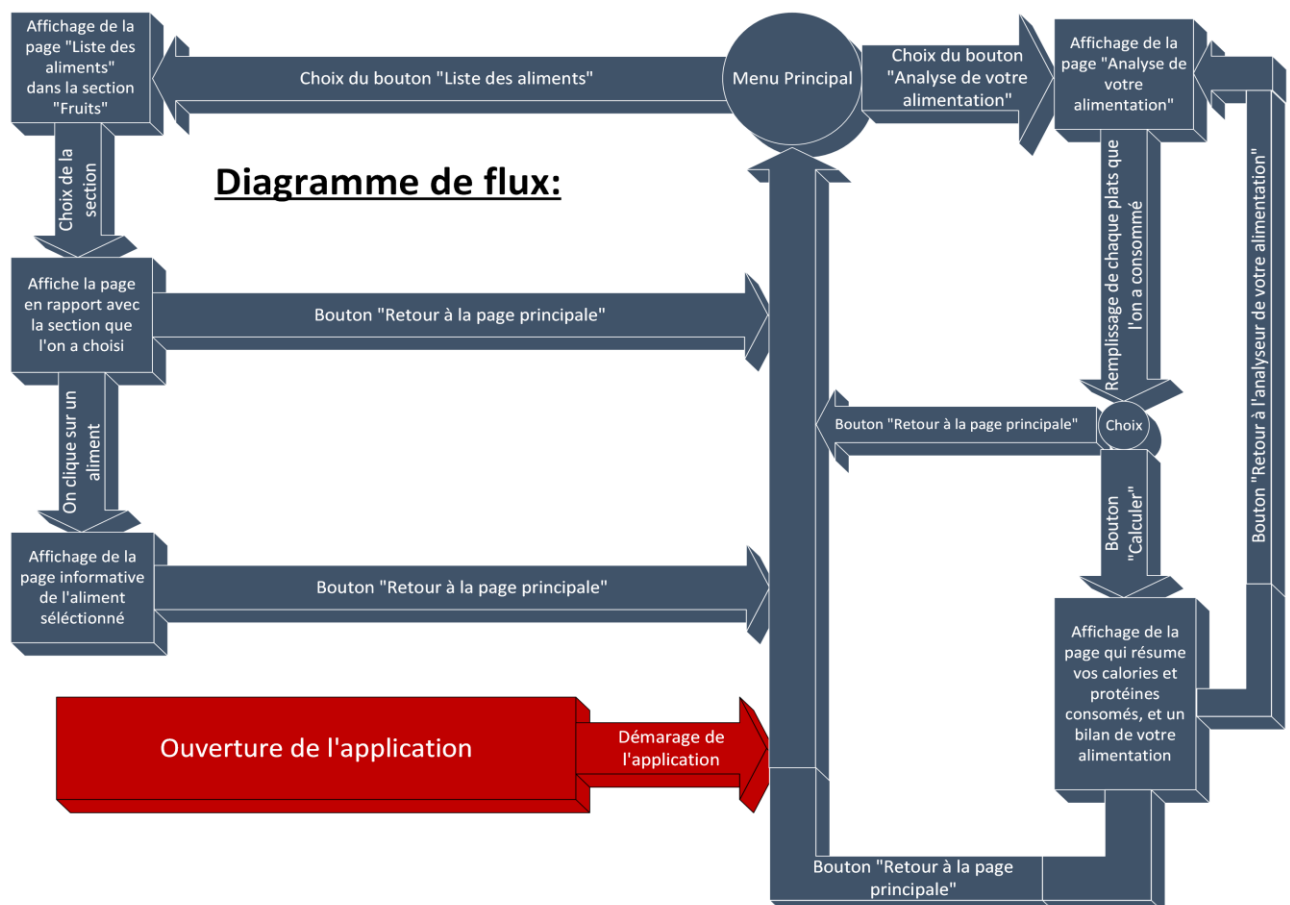 Affichage de la
page "Liste des
aliments"
dans la section
"Fruits"
Choix du bouton "Liste des aliments"
Menu Principal
Choix du bouton
"Analyse de votre
alimentation"
Affichage de la
page "Analyse de
votre
alimentation"
Choix de la
section
Diagramme de flux:
Remplissage de chaque plats que
l'on a consommé
Bouton "Retour à l'analyseur de votre alimentation"
Affiche la page
en rapport avec
la section que
l'on a choisi
Bouton "Retour à la page principale"
On clique sur un
aliment
Bouton "Retour à la page principale"
Choix
Bouton
"Calculer"
Affichage de la
page informative
de l'aliment
séléctionné
Bouton "Retour à la page principale"
Affichage de la
page qui résume
vos calories et
protéines
consomés, et un
bilan de votre
alimentation
Ouverture de l'application
Démarage de
l'application
Bouton "Retour à la page
principale"